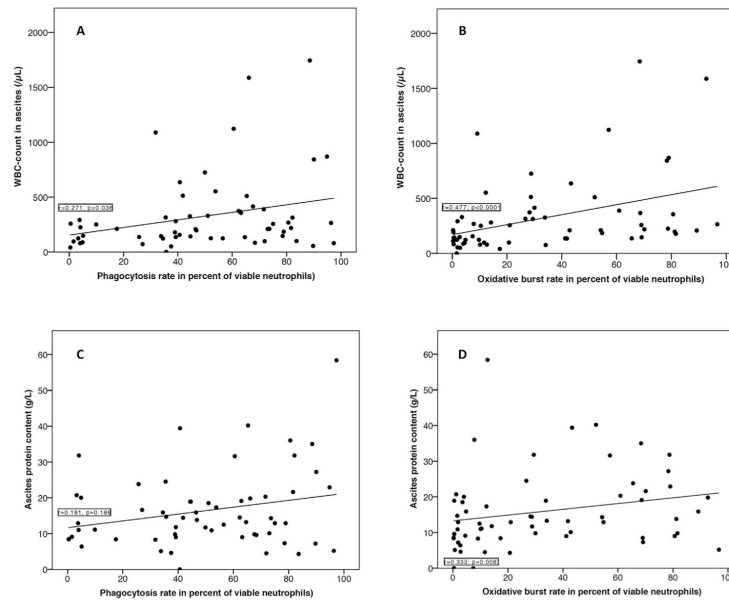 A
2000
1500
1000
500
0
WBC-count in ascites (/µL)
r=0.271, p=0.036
0 20 40 60 80 100
Phagocytosis rate in percent of viable neutrophils)
B
2000
1500
1000
500
0
WBC-count in ascites (/µL)
r=0.477; p<0.0001
0 20 40 60 80 100
Oxidative burst rate in percent of viable neutrophils)
C
60
50
40
30
20
10
0
Ascites protein content (g/L)
r=0.181, p=0.166
0 20 40 60 80 100
Phagocytosis rate in percent of viable neutrophils)
D
60
50
40
30
20
10
0
Ascites protein content (g/L)
r=0.333; p=0.008
0 20 40 60 80 100
Oxidative burst rate in percent of viable neutrophils)